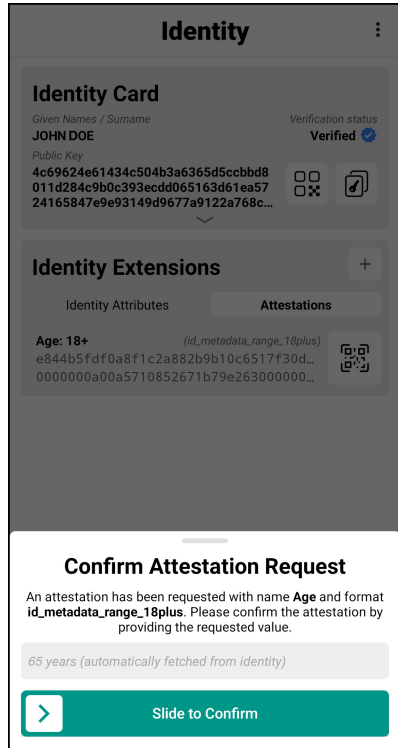 Identity
Identity Card
Given Names / Surname
Verification status
JOHN DOE
Verified
Public Key
4c69624e61434c504b3a6365d5ccbbd8
011d284c9b0c393ecdd065163d61ea57
24165847e9e93149d9677a9122a768c...
Identity Extensions
+
Identity Attributes
Attestations
Age: 18+
(id_metadata_range_18plus)
e844b5fdf0a8f1c2a882b9b10c6517f30d...
0000000a00a5710852671b79e263000000...
Confirm Attestation Request
An attestation has been requested with name Age and format
id_metadata_range_18plus. Please confirm the attestation by
providing the requested value.
65 years (automatically fetched from identity)
Slide to Confirm